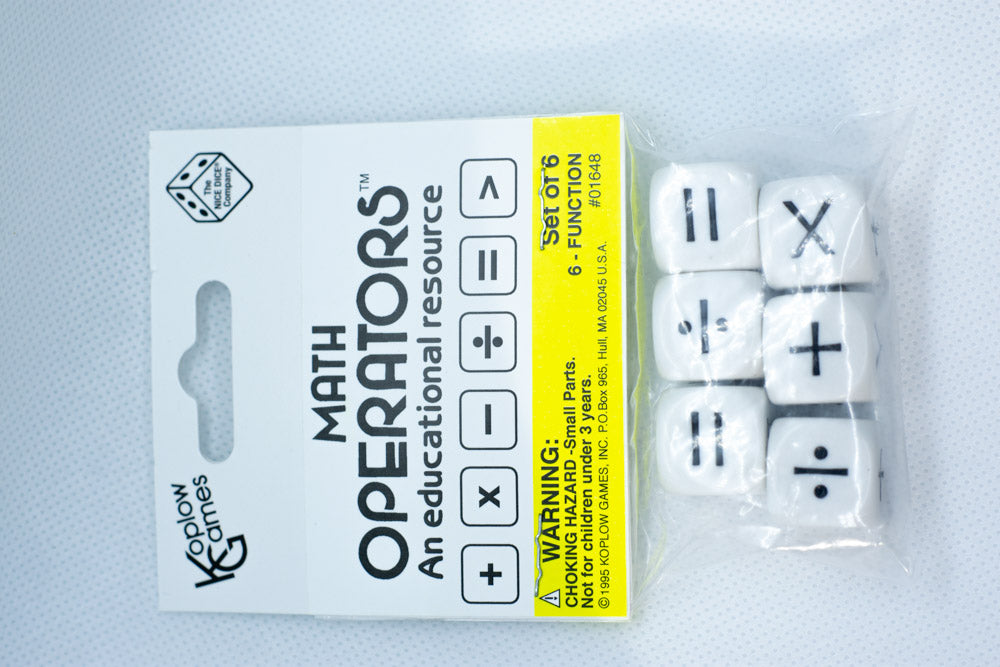 Koplow
Games
The
NICE DICE®
Company
MATH
OPERATORS™
An educational resource
+ x − ÷ = >
⚠ WARNING: Set of 6
CHOKING HAZARD -Small Parts. 6 - FUNCTION
Not for children under 3 years. #01648
© 1995 KOPLOW GAMES, INC. P.O.Box 965, Hull, MA 02045 U.S.A.
= ÷ =
÷ + X